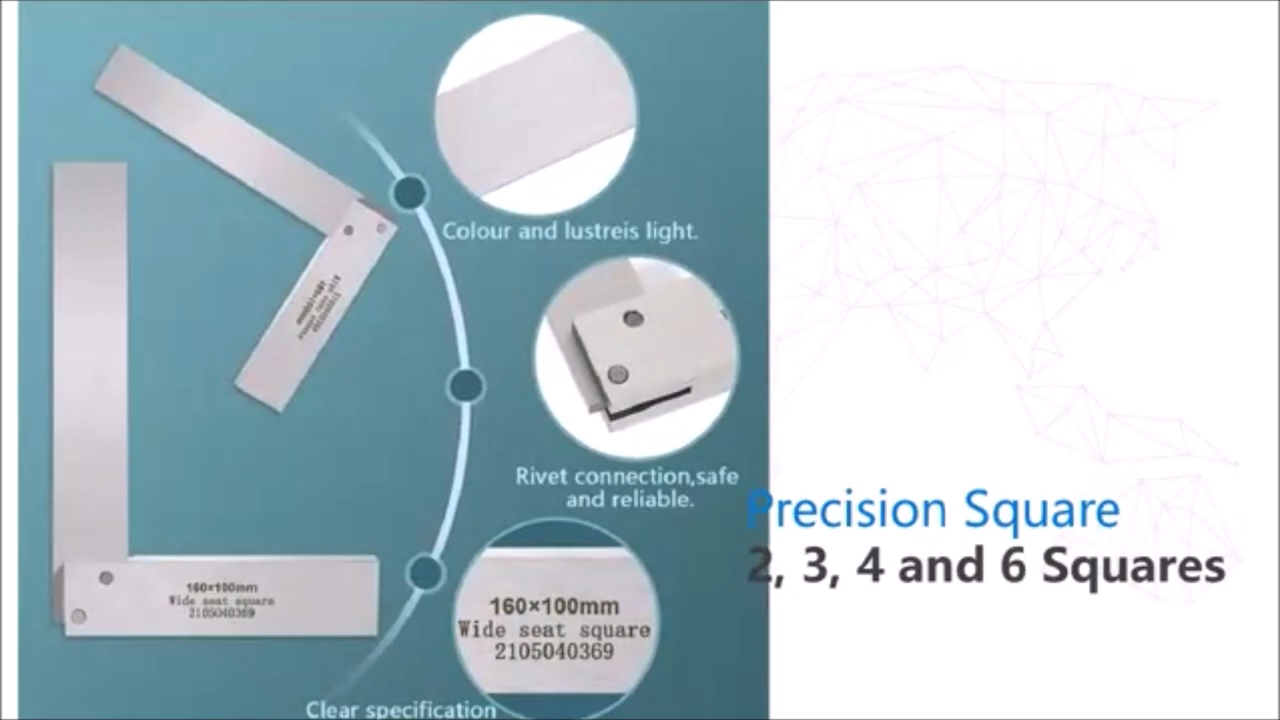 Colour and lustreis light.
Rivet connection,safe
and reliable.
160×100mm
Wide seat square
2105040369
160×100mm
Wide seat square
2105040369
Clear specification
Precision Square
2, 3, 4 and 6 Squares